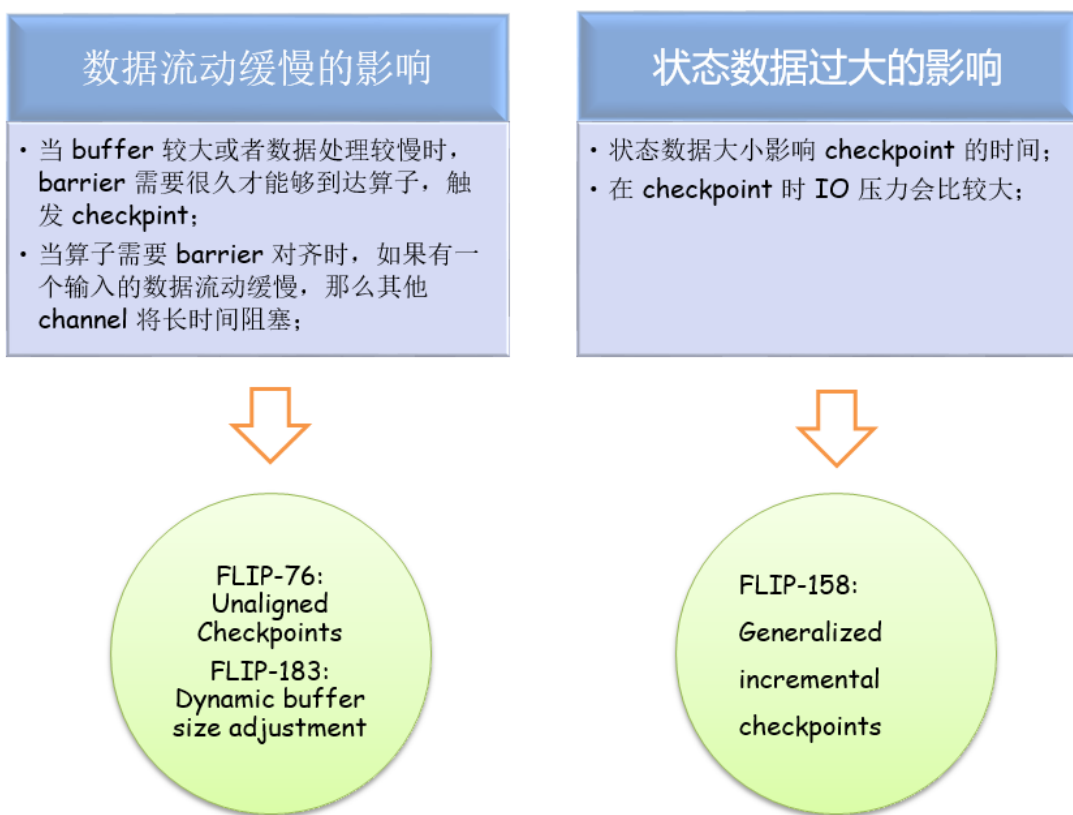 数据流动缓慢的影响
• 当 buffer 较大或者数据处理较慢时，
barrier 需要很久才能够到达算子，触
发 checkpint；
• 当算子需要 barrier 对齐时，如果有一
个输入的数据流动缓慢，那么其他
channel 将长时间阻塞；
FLIP-76:
Unaligned
Checkpoints
FLIP-183:
Dynamic buffer
size adjustment
状态数据过大的影响
• 状态数据大小影响 checkpoint 的时间；
• 在 checkpoint 时 IO 压力会比较大；
FLIP-158:
Generalized
incremental
checkpoints